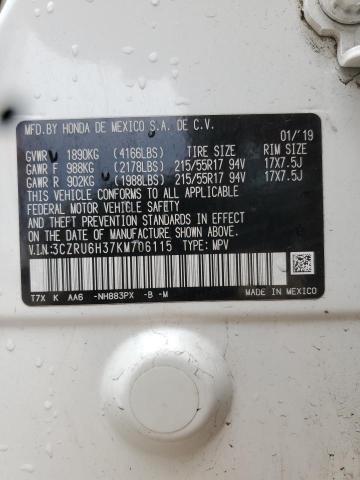 MFD.BY HONDA DE MEXICO S.A. DE C.V.
01/'19
GVWR 1890KG (4166LBS) TIRE SIZE RIM SIZE
GAWR F 988KG (2178LBS) 215/55R17 94V 17X7.5J
GAWR R 902KG (1988LBS) 215/55R17 94V 17X7.5J
THIS VEHICLE CONFORMS TO ALL APPLICABLE
FEDERAL MOTOR VEHICLE SAFETY, BUMPER,
AND THEFT PREVENTION STANDARDS IN EFFECT
ON THE DATE OF MANUFACTURE SHOWN ABOVE.
V.I.N.:3CZRU6H37KM706115 TYPE: MPV
T7X K AA6 -NH883PX -B -M
MADE IN MEXICO